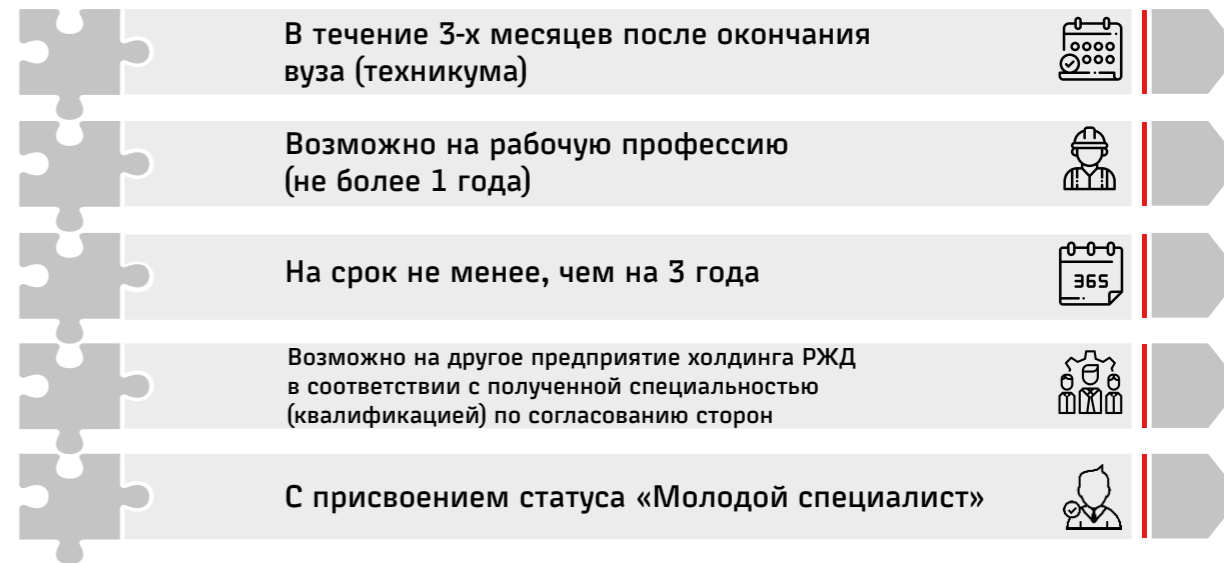 В течение 3-х месяцев после окончания
вуза (техникума)
Возможно на рабочую профессию
(не более 1 года)
На срок не менее, чем на 3 года
365
Возможно на другое предприятие холдинга РЖД
в соответствии с полученной специальностью
(квалификацией) по согласованию сторон
С присвоением статуса «Молодой специалист»